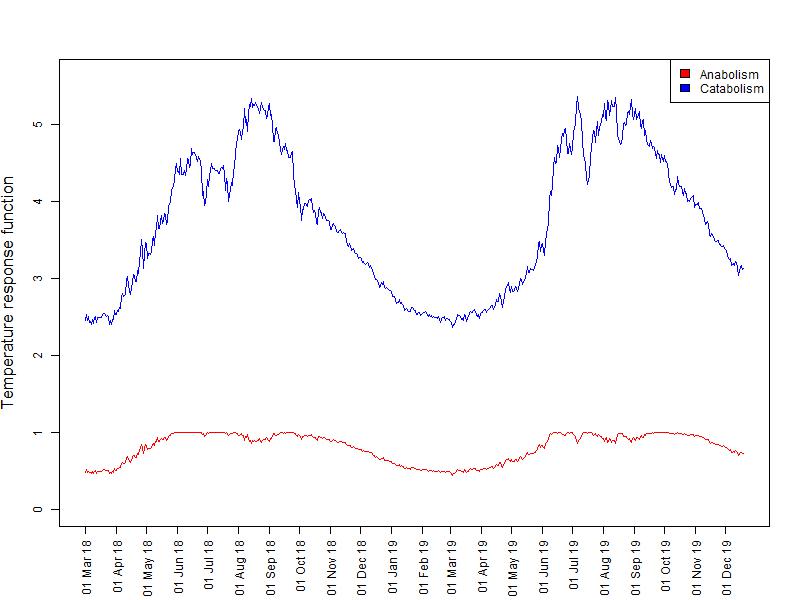 Anabolism
Catabolism
Temperature response function
5
4
3
2
1
0
01 Mar 18
01 Apr 18
01 May 18
01 Jun 18
01 Jul 18
01 Aug 18
01 Sep 18
01 Oct 18
01 Nov 18
01 Dec 18
01 Jan 19
01 Feb 19
01 Mar 19
01 Apr 19
01 May 19
01 Jun 19
01 Jul 19
01 Aug 19
01 Sep 19
01 Oct 19
01 Nov 19
01 Dec 19